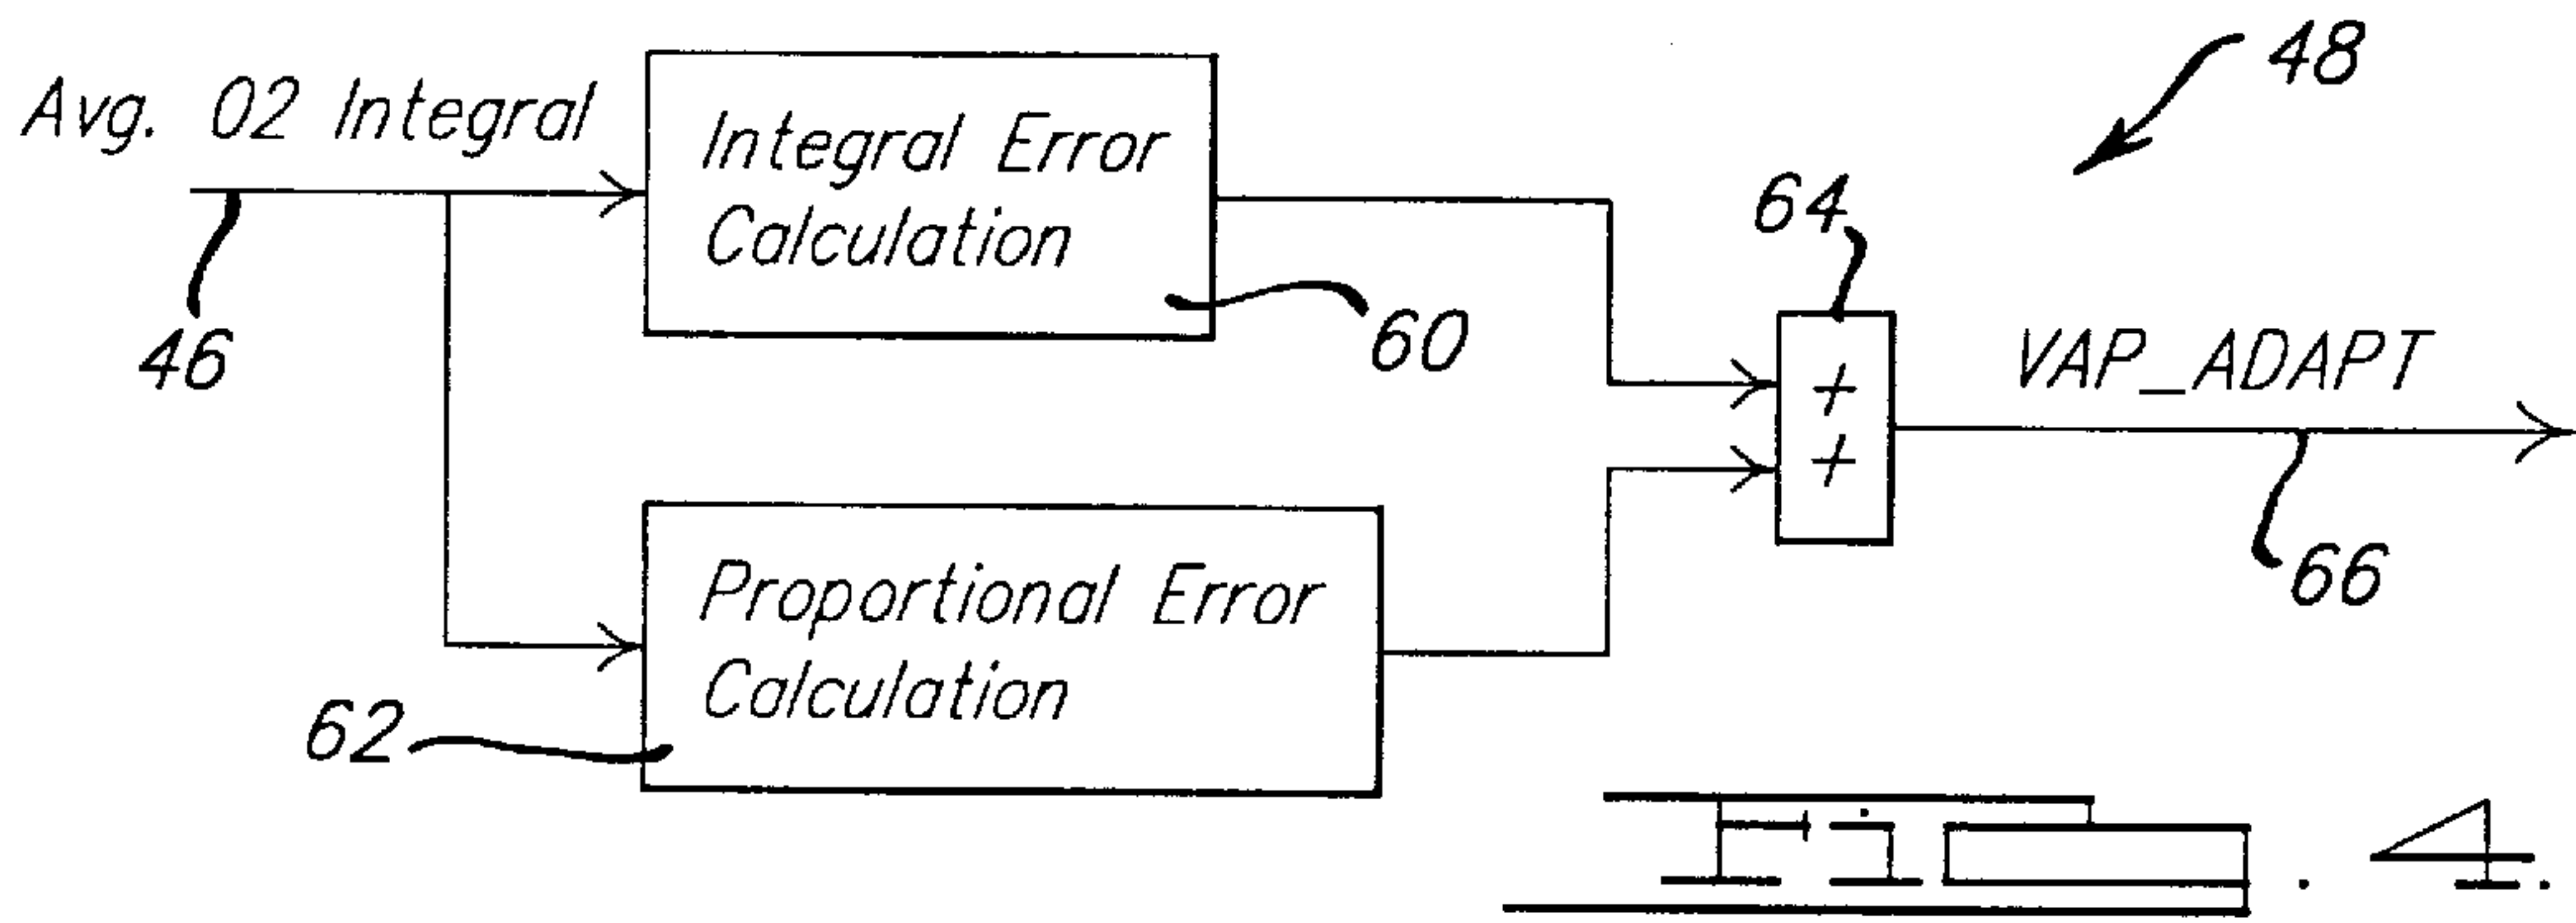 48
Avg. 02 Integral
Integral Error
Calculation
64
46
60
VAP_ADAPT
+
+
66
Proportional Error
Calculation
62
Fig. 4.